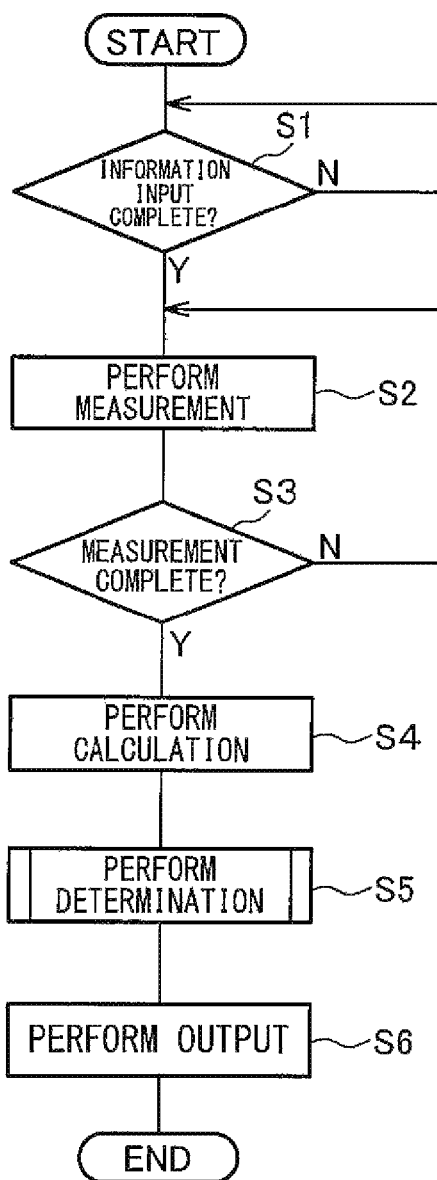 START
S1
INFORMATION
INPUT
COMPLETE?
N
Y
PERFORM
MEASUREMENT
S2
S3
MEASUREMENT
COMPLETE?
N
Y
PERFORM
CALCULATION
S4
PERFORM
DETERMINATION
S5
PERFORM OUTPUT
S6
END